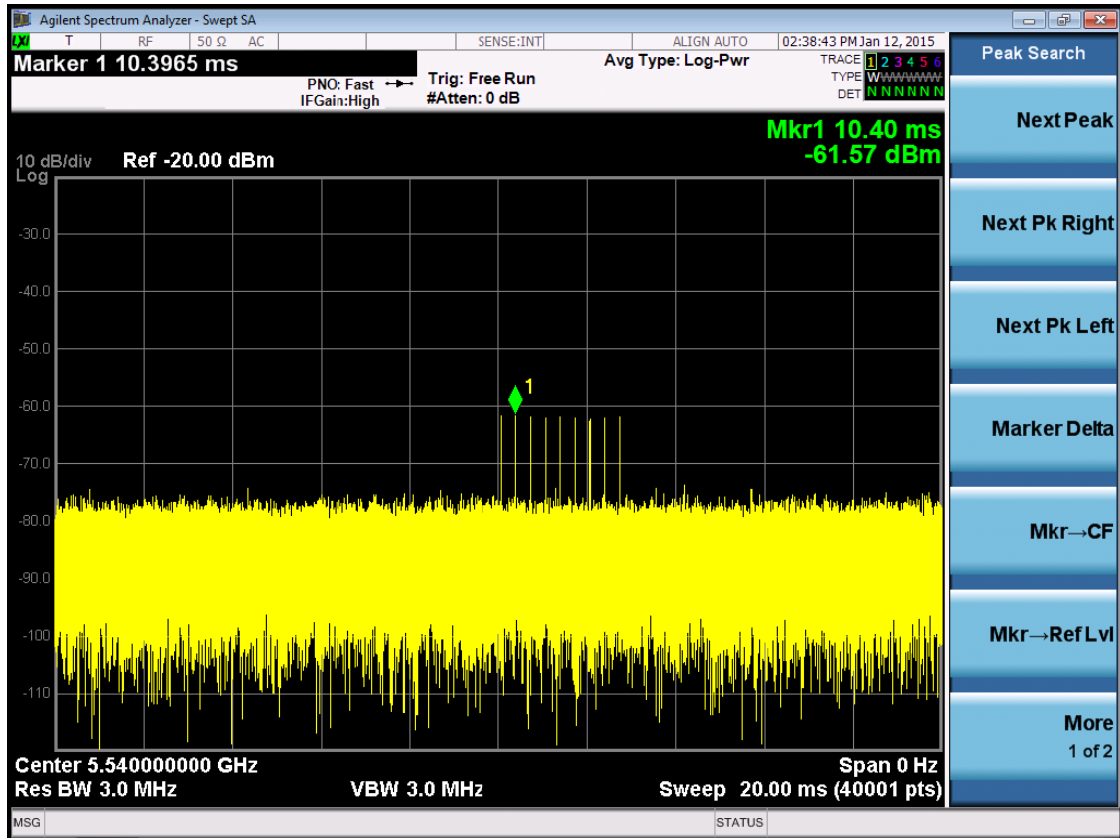 Agilent Spectrum Analyzer - Swept SA
LXI T RF 50 Ω AC SENSE:INT ALIGN AUTO 02:38:43 PM Jan 12, 2015
Marker 1 10.3965 ms
PNO: Fast
IFGain:High
Trig: Free Run
#Atten: 0 dB
Avg Type: Log-Pwr
TRACE 1 2 3 4 5 6
TYPE WWWWWW
DET N N N N N N
Mkr1 10.40 ms
-61.57 dBm
10 dB/div Ref -20.00 dBm
Log
-30.0
-40.0
-50.0
-60.0
-70.0
-80.0
-90.0
-100
-110
1
Center 5.540000000 GHz
Span 0 Hz
Res BW 3.0 MHz
VBW 3.0 MHz
Sweep 20.00 ms (40001 pts)
MSG
STATUS
Peak Search
Next Peak
Next Pk Right
Next Pk Left
Marker Delta
Mkr→CF
Mkr→Ref Lvl
More
1 of 2